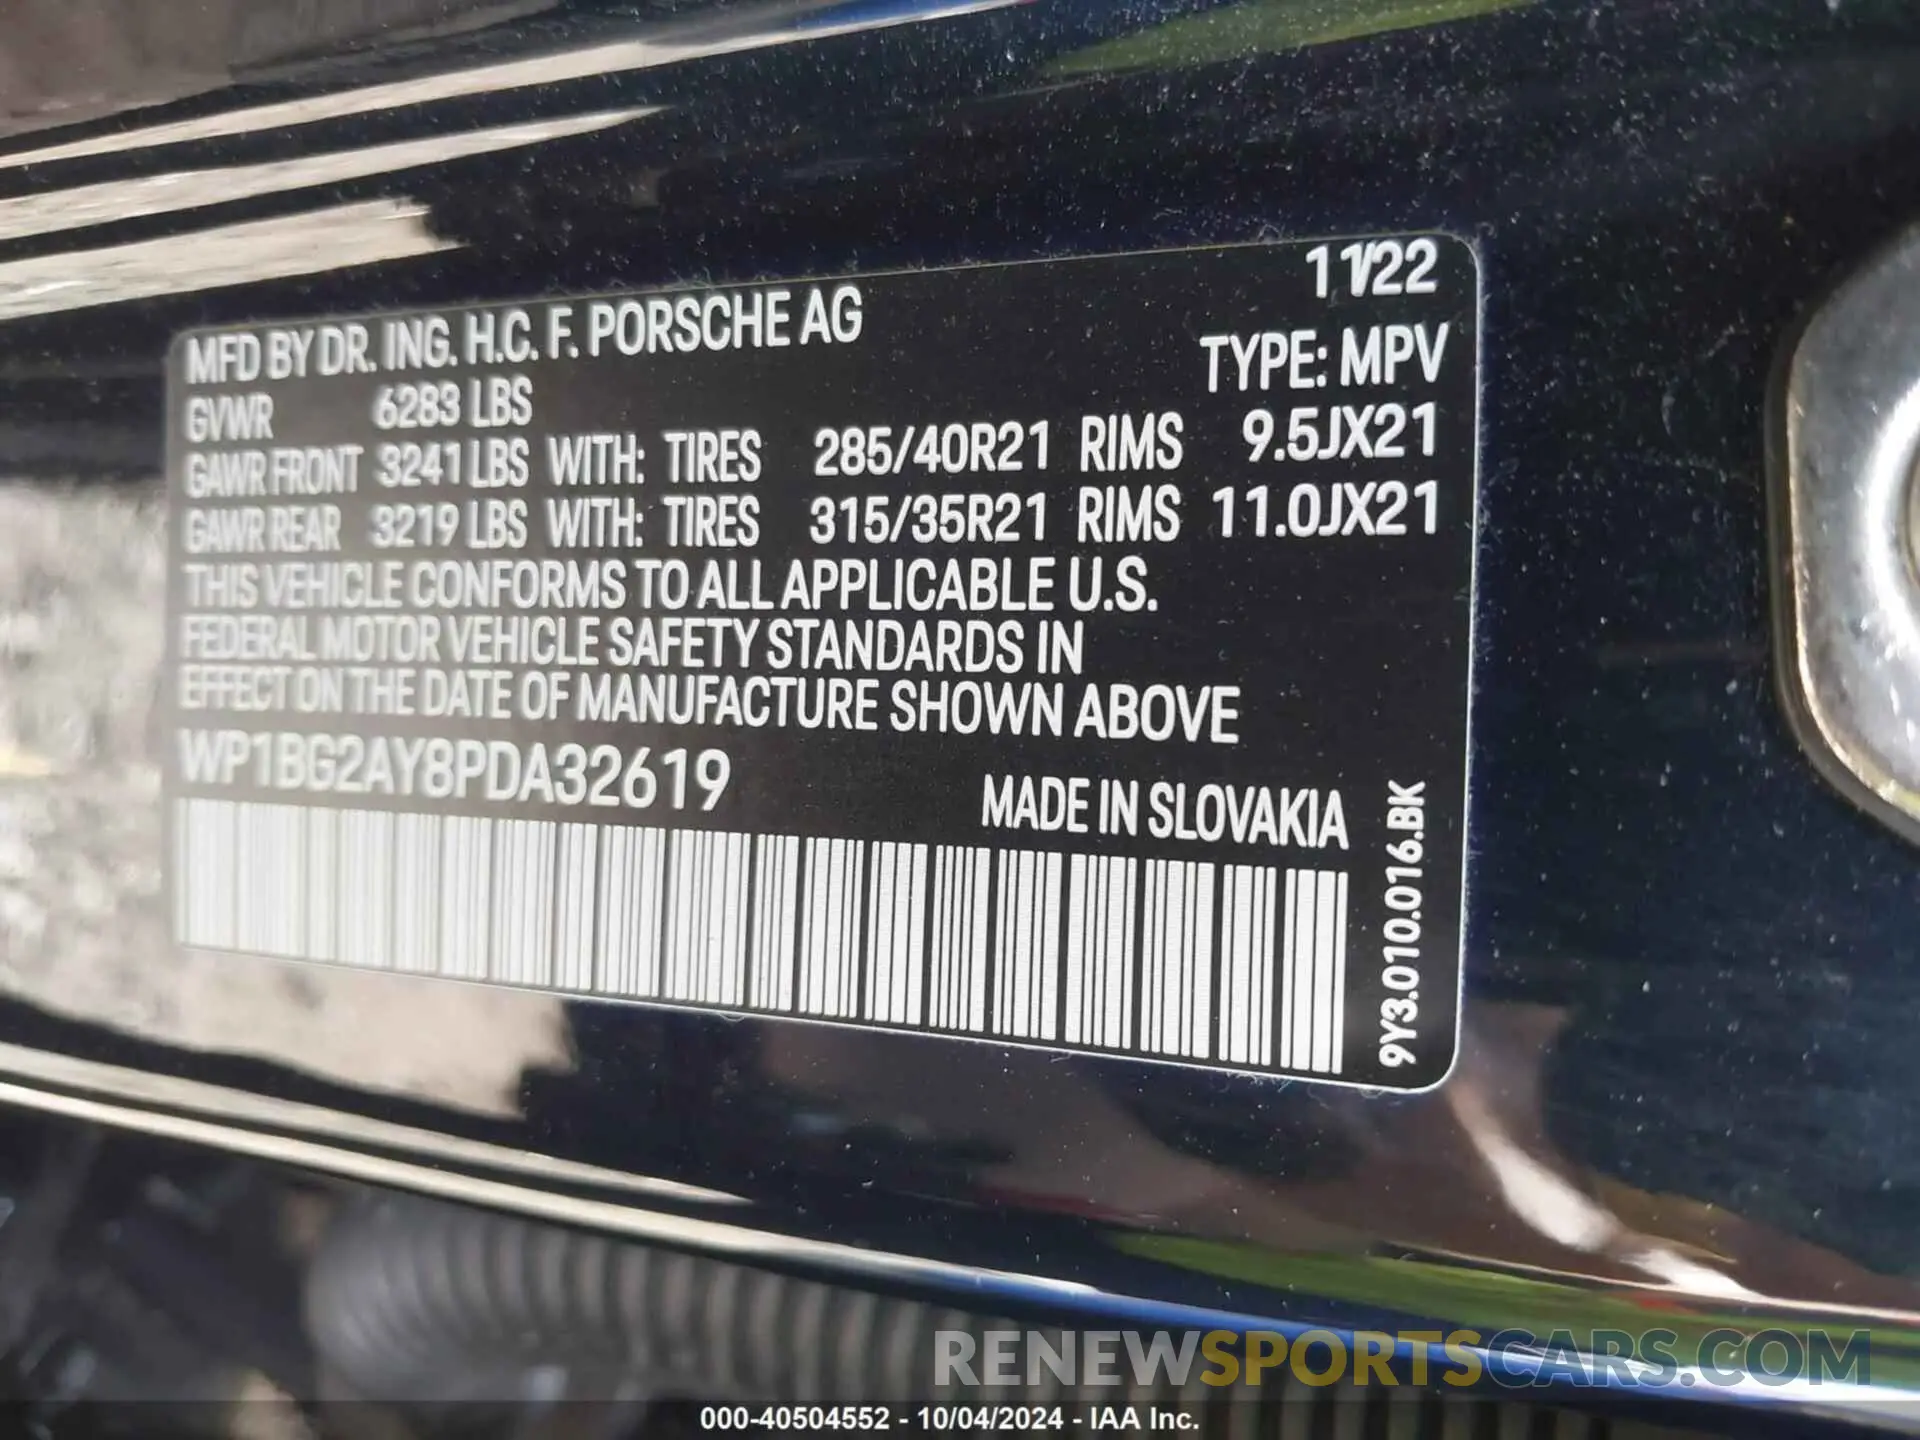 11/22
MFD BY DR. ING. H.C. F. PORSCHE AG
TYPE: MPV
GVWR 6283 LBS
GAWR FRONT 3241 LBS WITH: TIRES 285/40R21 RIMS 9.5JX21
GAWR REAR 3219 LBS WITH: TIRES 315/35R21 RIMS 11.0JX21
THIS VEHICLE CONFORMS TO ALL APPLICABLE U.S.
FEDERAL MOTOR VEHICLE SAFETY STANDARDS IN
EFFECT ON THE DATE OF MANUFACTURE SHOWN ABOVE
WP1BG2AY8PDA32619
MADE IN SLOVAKIA
9Y3.010.016.BK
RENEWSPORTSCARS.COM
000-40504552 - 10/04/2024 - IAA Inc.